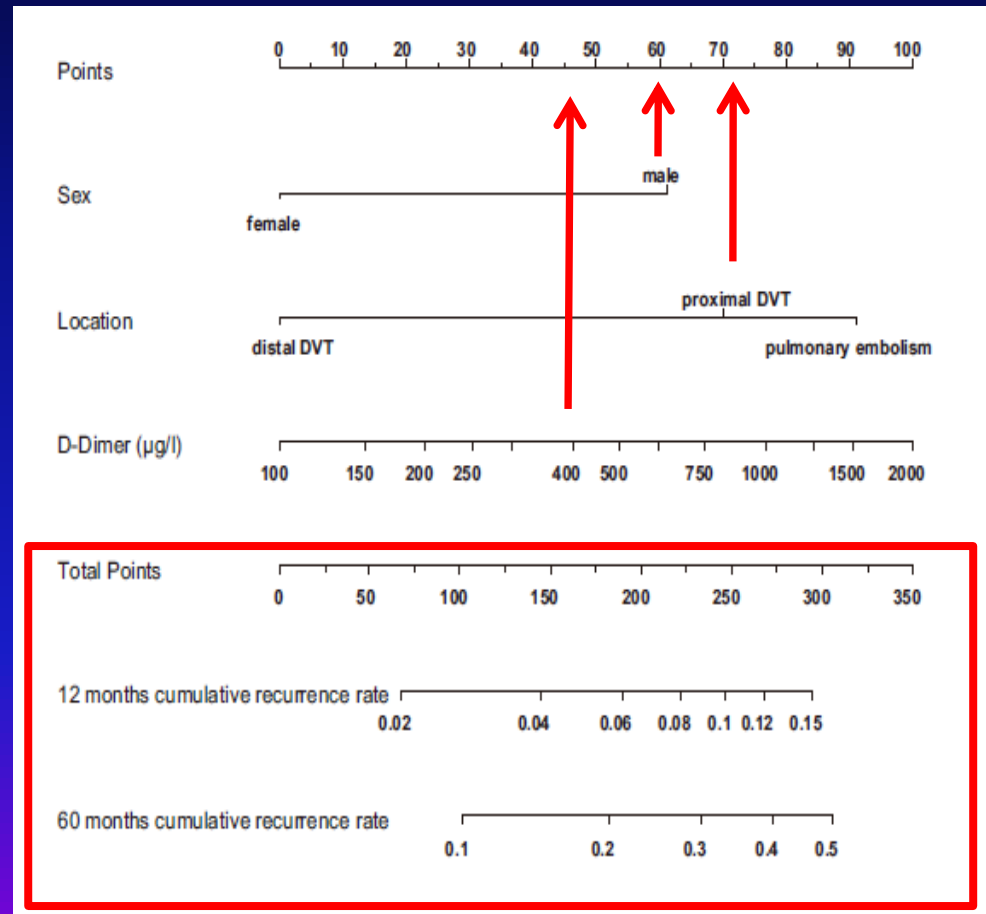 0 10 20 30 40 50 60 70 80 90 100
Points
male
Sex
female
proximal DVT
Location
distal DVT pulmonary embolism
D-Dimer (µg/l)
100 150 200 250 400 500 750 1000 1500 2000
Total Points
0 50 100 150 200 250 300 350
12 months cumulative recurrence rate
0.02 0.04 0.06 0.08 0.1 0.12 0.15
60 months cumulative recurrence rate
0.1 0.2 0.3 0.4 0.5